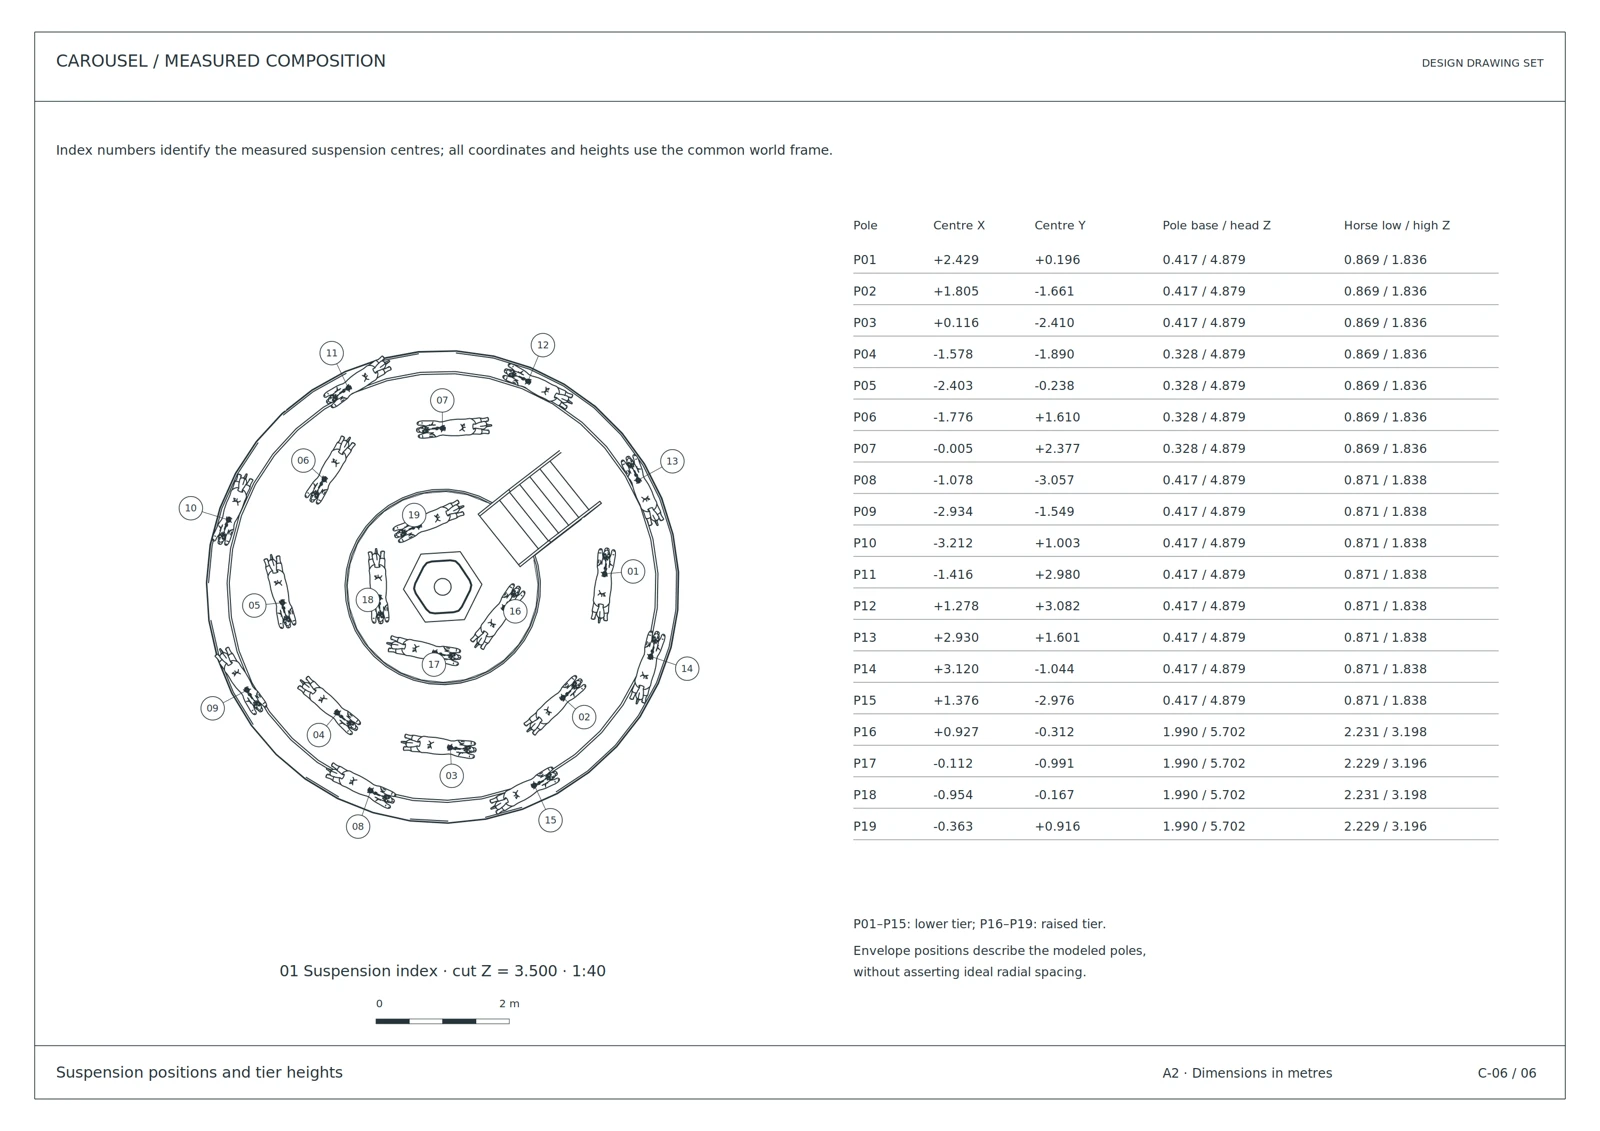 CAROUSEL / MEASURED COMPOSITION
DESIGN DRAWING SET
Index numbers identify the measured suspension centres; all coordinates and heights use the common world frame.
Pole Centre X Centre Y Pole base / head Z Horse low / high Z
P01 +2.429 +0.196 0.417 / 4.879 0.869 / 1.836
P02 +1.805 -1.661 0.417 / 4.879 0.869 / 1.836
P03 +0.116 -2.410 0.417 / 4.879 0.869 / 1.836
P04 -1.578 -1.890 0.328 / 4.879 0.869 / 1.836
P05 -2.403 -0.238 0.328 / 4.879 0.869 / 1.836
P06 -1.776 +1.610 0.328 / 4.879 0.869 / 1.836
P07 -0.005 +2.377 0.328 / 4.879 0.869 / 1.836
P08 -1.078 -3.057 0.417 / 4.879 0.871 / 1.838
P09 -2.934 -1.549 0.417 / 4.879 0.871 / 1.838
P10 -3.212 +1.003 0.417 / 4.879 0.871 / 1.838
P11 -1.416 +2.980 0.417 / 4.879 0.871 / 1.838
P12 +1.278 +3.082 0.417 / 4.879 0.871 / 1.838
P13 +2.930 +1.601 0.417 / 4.879 0.871 / 1.838
P14 +3.120 -1.044 0.417 / 4.879 0.871 / 1.838
P15 +1.376 -2.976 0.417 / 4.879 0.871 / 1.838
P16 +0.927 -0.312 1.990 / 5.702 2.231 / 3.198
P17 -0.112 -0.991 1.990 / 5.702 2.229 / 3.196
P18 -0.954 -0.167 1.990 / 5.702 2.231 / 3.198
P19 -0.363 +0.916 1.990 / 5.702 2.229 / 3.196
12
11
07
06
13
10
19
01
18
05
16
17
14
09
02
04
03
15
08
P01–P15: lower tier; P16–P19: raised tier.
Envelope positions describe the modeled poles,
without asserting ideal radial spacing.
01 Suspension index · cut Z = 3.500 · 1:40
0 2 m
Suspension positions and tier heights
A2 · Dimensions in metres
C-06 / 06